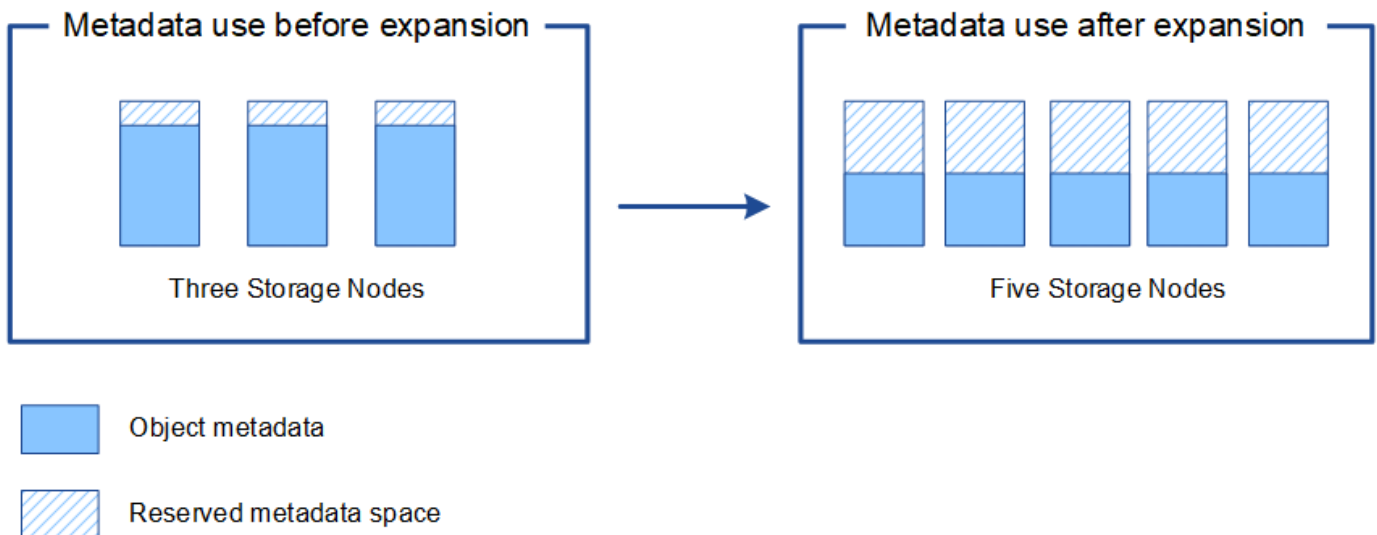 Metadata use before expansion
Metadata use after expansion
Three Storage Nodes
Five Storage Nodes
Object metadata
Reserved metadata space